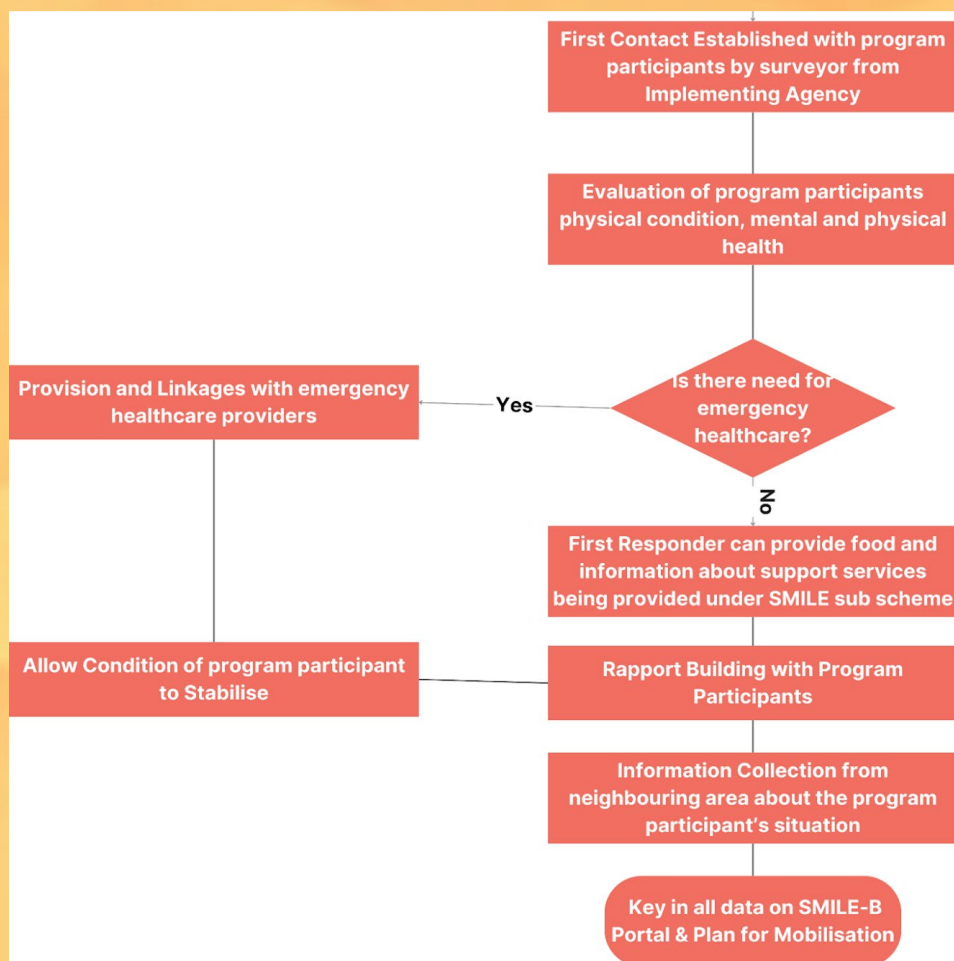 First Contact Established with program
participants by surveyor from
Implementing Agency
Evaluation of program participants
physical condition, mental and physical
health
Is there need for
emergency
healthcare?
Yes
Provision and Linkages with emergency
healthcare providers
Allow Condition of program participant
to Stabilise
No
First Responder can provide food and
information about support services
being provided under SMILE sub scheme
Rapport Building with Program
Participants
Information Collection from
neighbouring area about the program
participant's situation
Key in all data on SMILE-B
Portal & Plan for Mobilisation